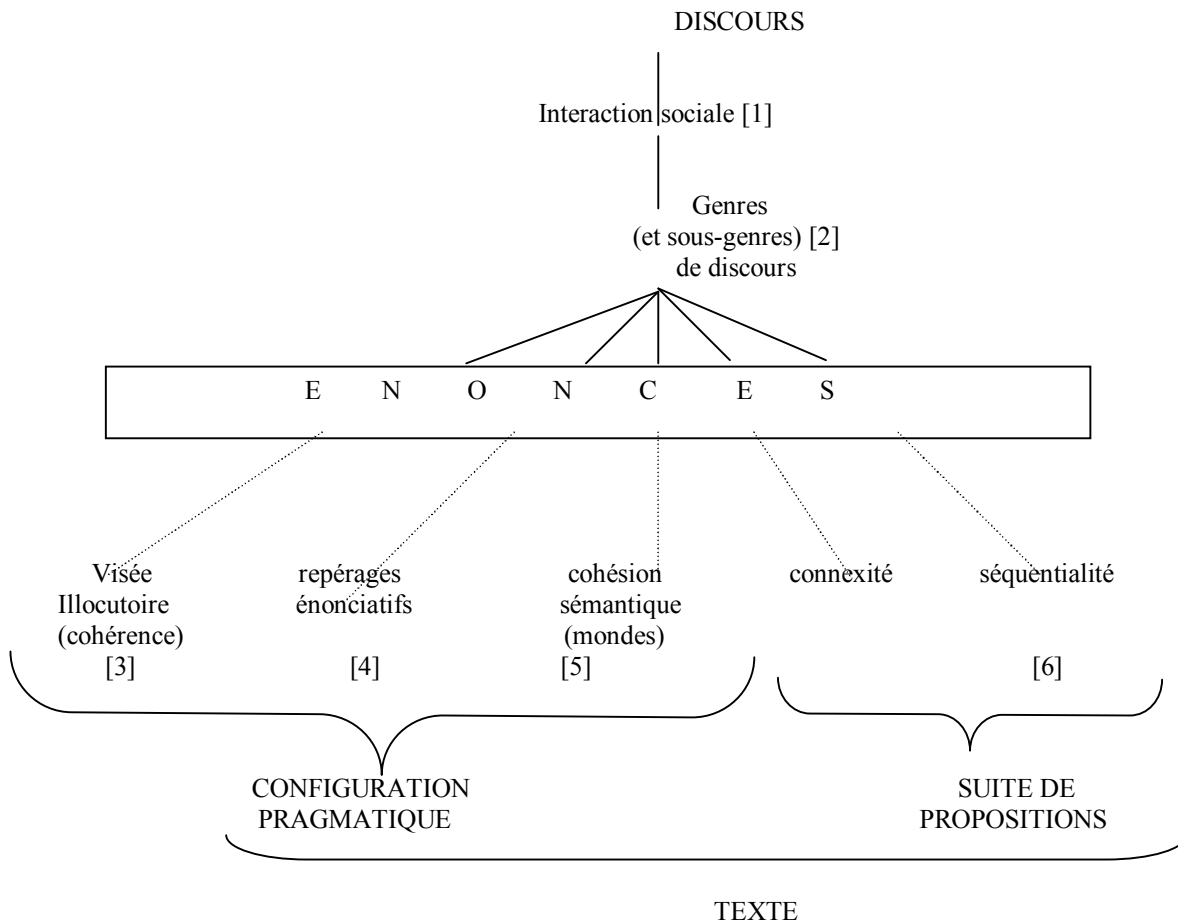 DISCOURS
Interaction sociale [1]
Genres
(et sous-genres) [2]
de discours
E N O N C E S
Visée
Illocutoire
(cohérence)
[3]
repérages
énonciatifs
[4]
cohésion
sémantique
(mondes)
[5]
connexité
séquentialité
[6]
CONFIGURATION
PRAGMATIQUE
SUITE DE
PROPOSITIONS
TEXTE